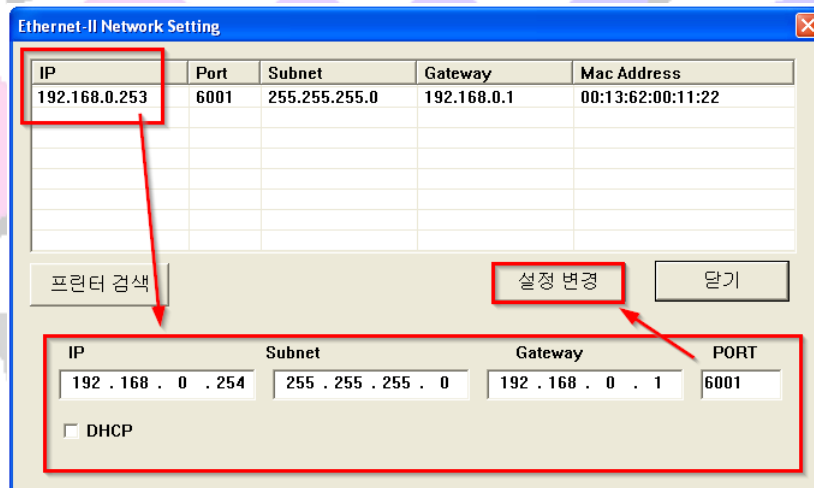 Ethernet-II Network Setting
IP Port Subnet Gateway Mac Address
192.168.0.253 6001 255.255.255.0 192.168.0.1 00:13:62:00:11:22
프린터 검색 설정 변경 닫기
IP Subnet Gateway PORT
192 . 168 . 0 . 254 255 . 255 . 255 . 0 192 . 168 . 0 . 1 6001
DHCP